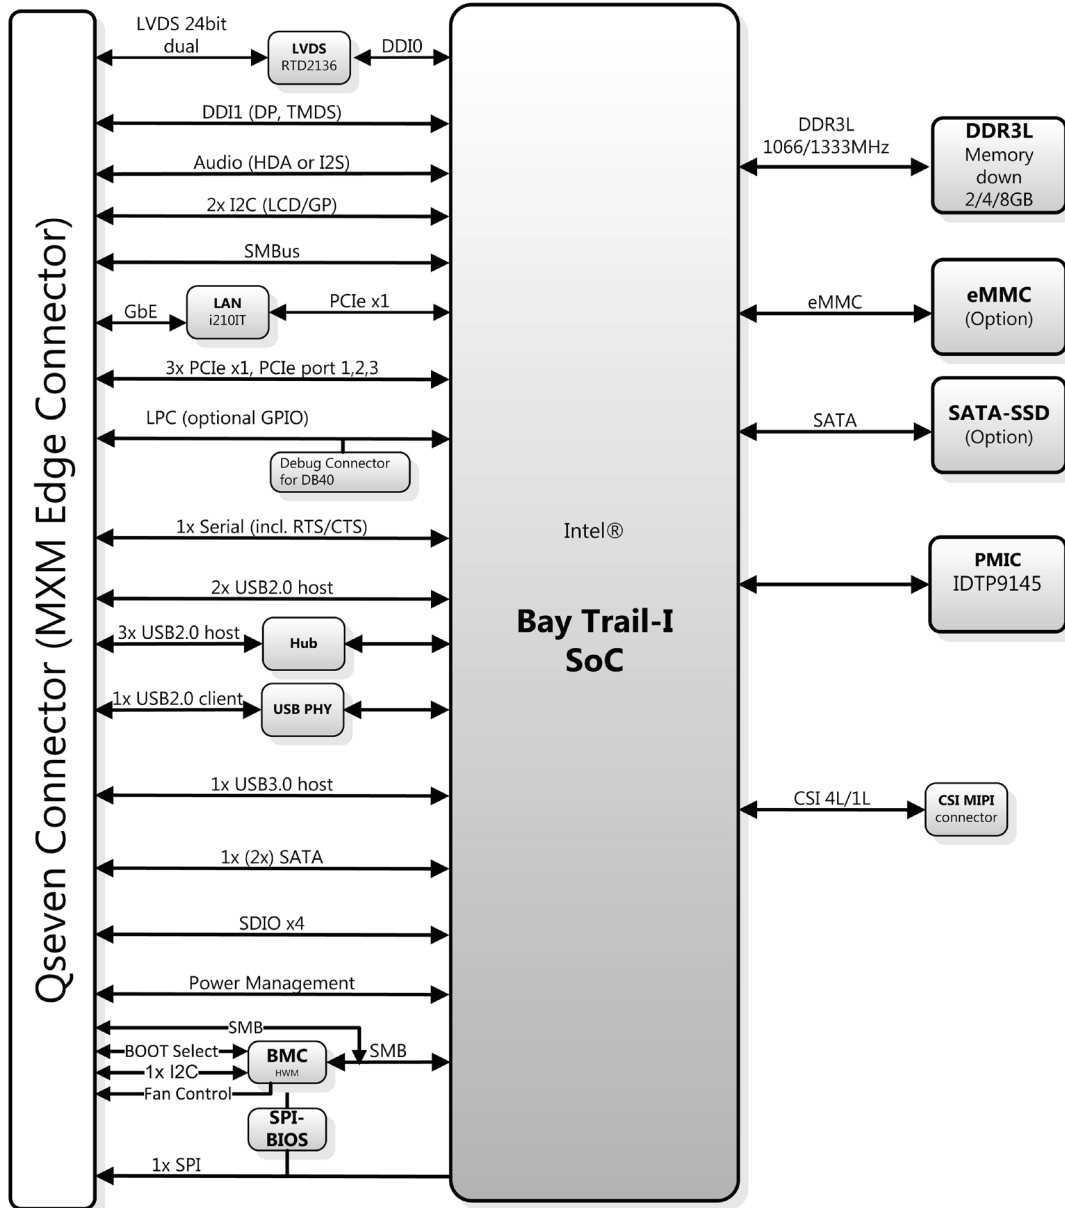 Qseven Connector (MXM Edge Connector)
LVDS 24bit
dual
LVDS
RTD2136
DDI0
DDI1 (DP, TMDS)
Audio (HDA or I2S)
2x I2C (LCD/GP)
SMBus
GbE
LAN
i210IT
PCIe x1
3x PCIe x1, PCIe port 1,2,3
LPC (optional GPIO)
Debug Connector
for DB40
1x Serial (incl. RTS/CTS)
2x USB2.0 host
3x USB2.0 host
Hub
1x USB2.0 client
USB PHY
1x USB3.0 host
1x (2x) SATA
SDIO x4
Power Management
SMB
BOOT Select
1x I2C
Fan Control
BMC
HWM
SMB
SPI-
BIOS
1x SPI
Intel®
Bay Trail-I
SoC
DDR3L
1066/1333MHz
DDR3L
Memory
down
2/4/8GB
eMMC
eMMC
(Option)
SATA
SATA-SSD
(Option)
PMIC
IDTP9145
CSI 4L/1L
CSI MIPI
connector